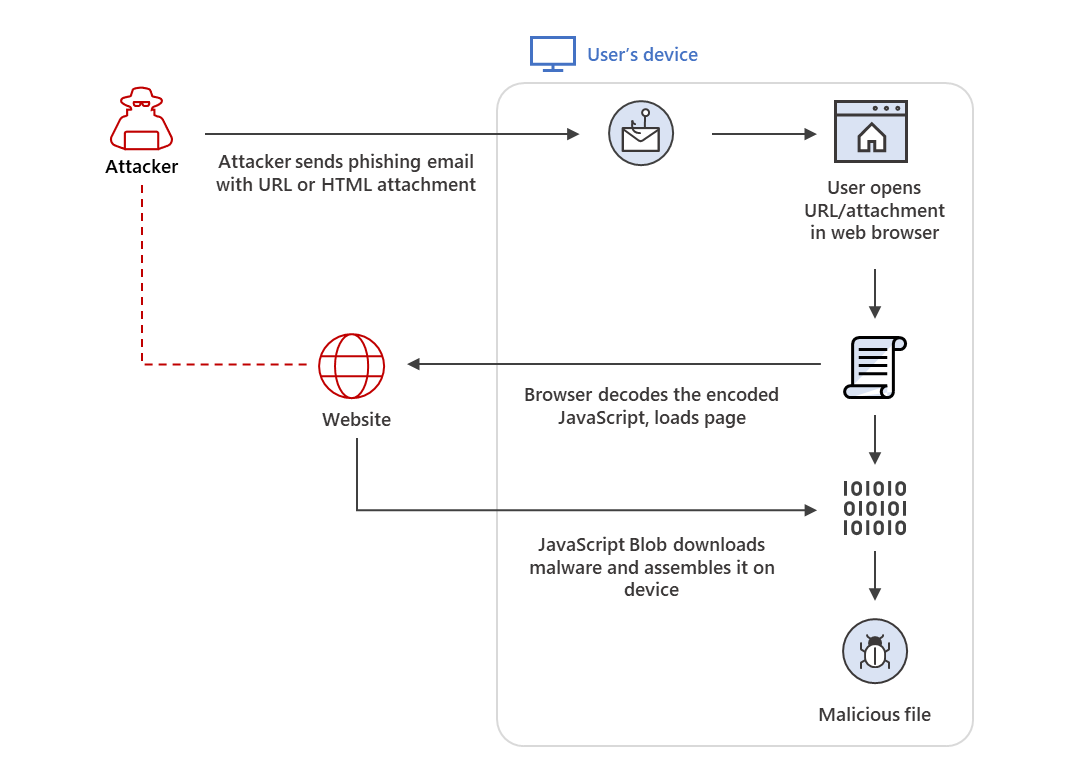 User's device
Attacker
Attacker sends phishing email
with URL or HTML attachment
User opens
URL/attachment
in web browser
Website
Browser decodes the encoded
JavaScript, loads page
101010
010101
101010
JavaScript Blob downloads
malware and assembles it on
device
Malicious file